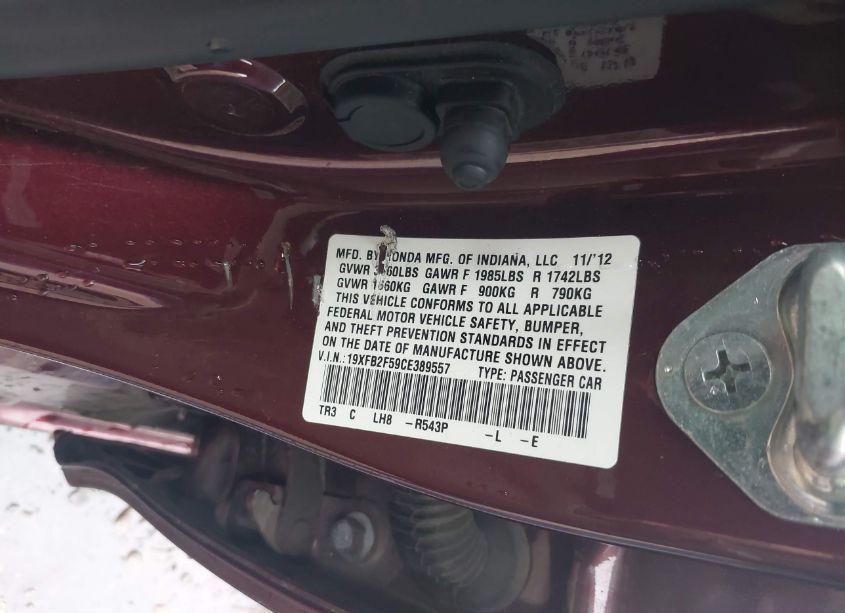 MFD. BY HONDA MFG. OF INDIANA, LLC 11/'12
GVWR 3660LBS GAWR F 1985LBS R 1742LBS
GVWR 1660KG GAWR F 900KG R 790KG
THIS VEHICLE CONFORMS TO ALL APPLICABLE
FEDERAL MOTOR VEHICLE SAFETY, BUMPER,
AND THEFT PREVENTION STANDARDS IN EFFECT
ON THE DATE OF MANUFACTURE SHOWN ABOVE.
V.I.N.:19XFB2F59CE389557 TYPE: PASSENGER CAR
TR3 C LH8 -R543P -L -E